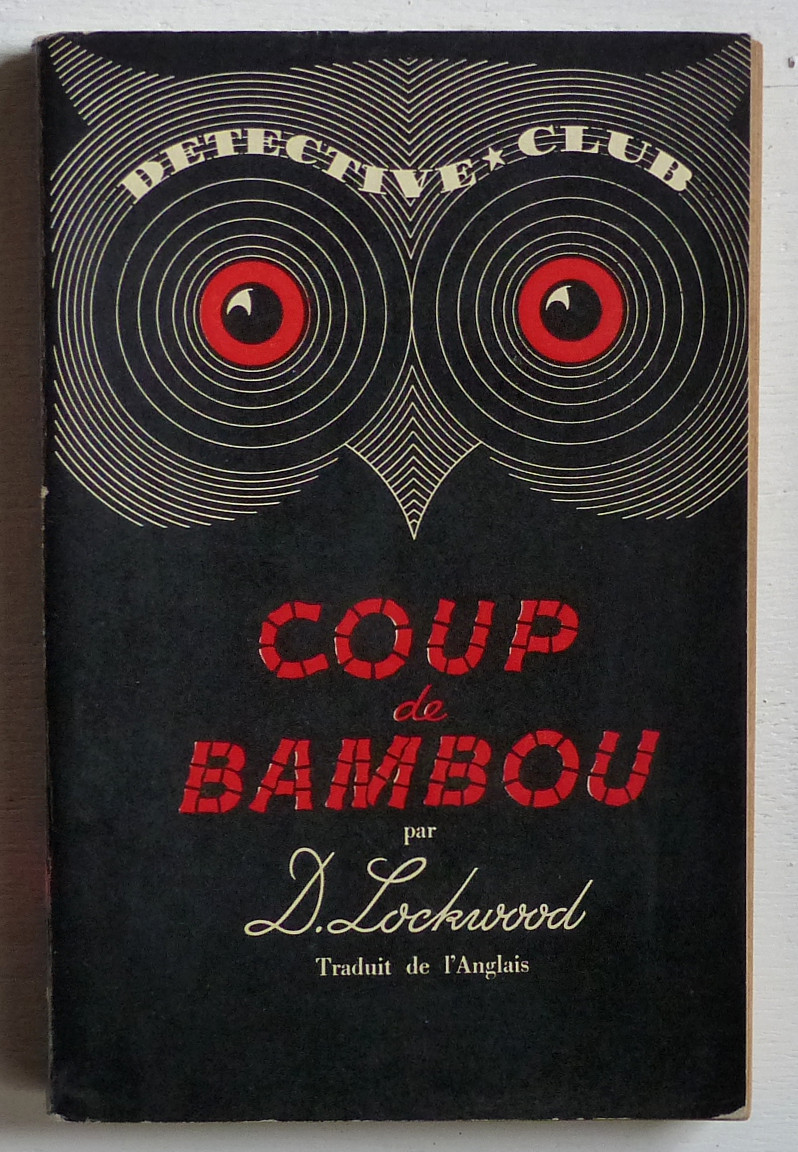 DETECTIVE ★ CLUB
COUP
de
BAMBOU
par
D. Lockwood
Traduit de l'Anglais